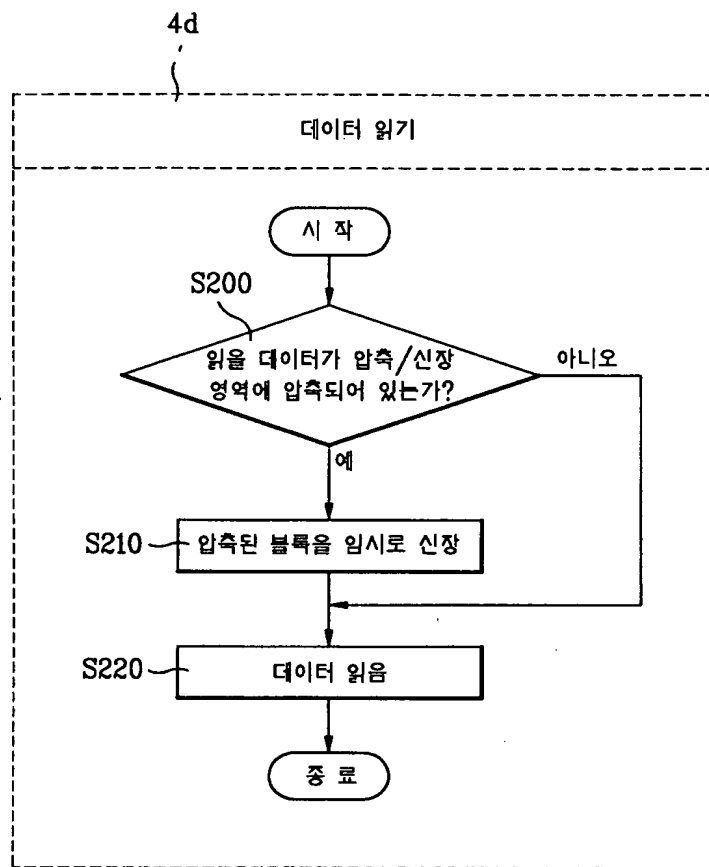 4d
데이터 읽기
시 작
S200
읽을 데이터가 압축/신장
영역에 압축되어 있는가?
아니오
예
S210
압축된 블록을 임시로 신장
S220
데이터 읽음
종 료